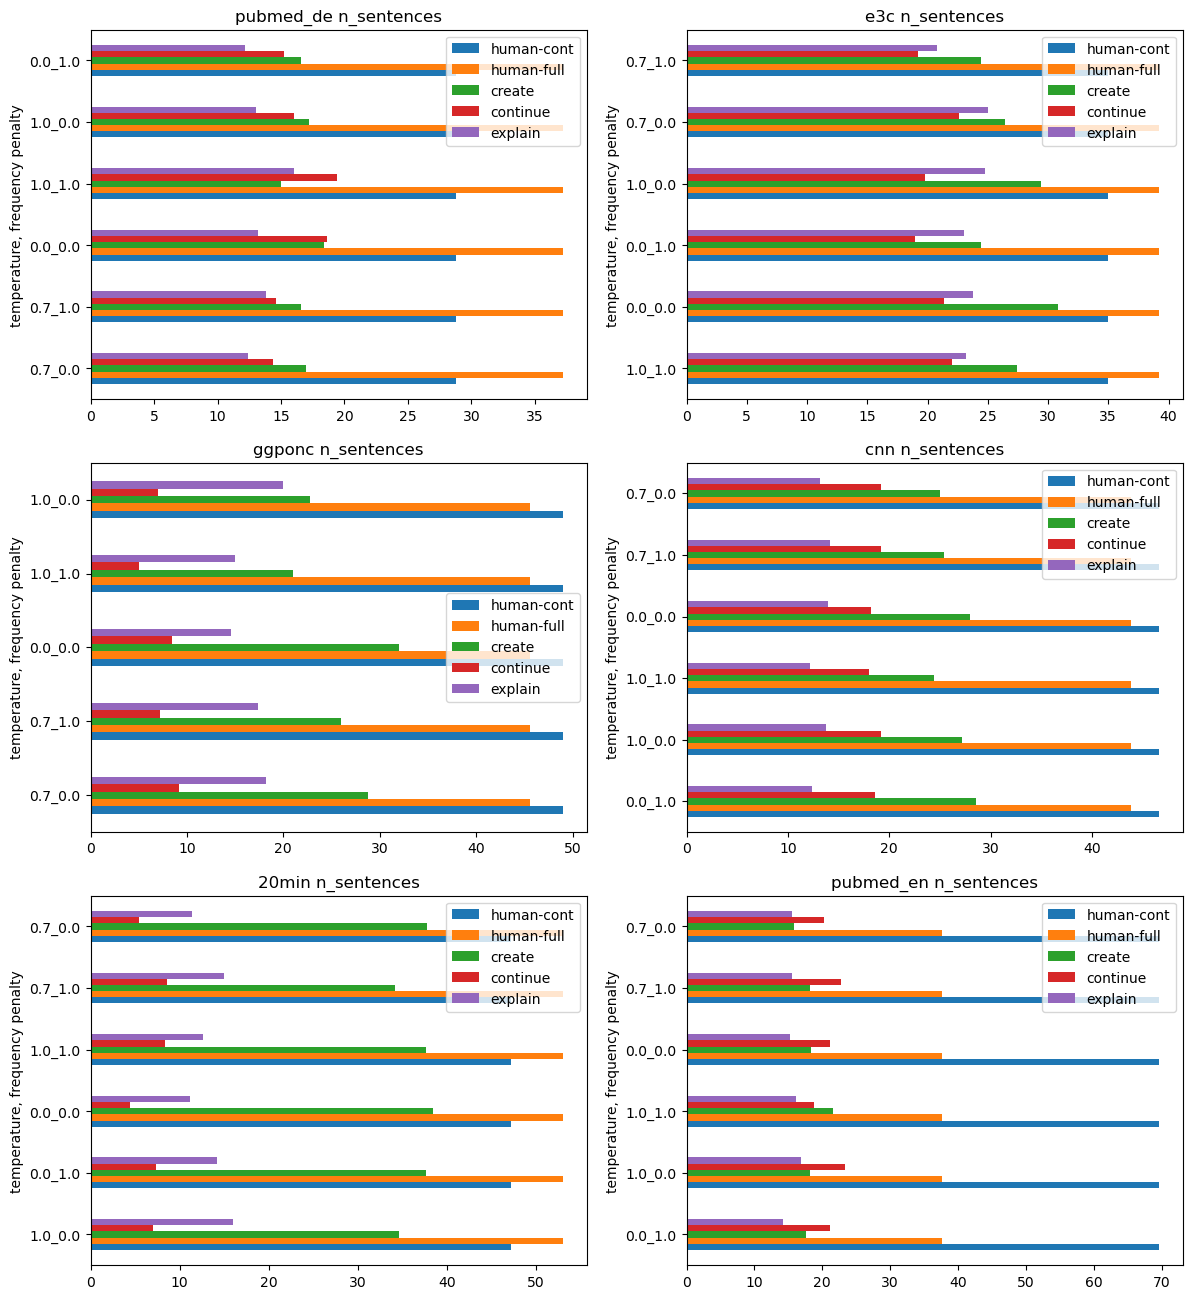 pubmed_de n_sentences
temperature, frequency penalty
0.0_1.0
1.0_0.0
1.0_1.0
0.0_0.0
0.7_1.0
0.7_0.0
0 5 10 15 20 25 30 35
human-cont
human-full
create
continue
explain
e3c n_sentences
temperature, frequency penalty
0.7_1.0
0.7_0.0
1.0_0.0
0.0_1.0
0.0_0.0
1.0_1.0
0 5 10 15 20 25 30 35 40
human-cont
human-full
create
continue
explain
ggponc n_sentences
temperature, frequency penalty
1.0_0.0
1.0_1.0
0.0_0.0
0.7_1.0
0.7_0.0
0 10 20 30 40 50
human-cont
human-full
create
continue
explain
cnn n_sentences
temperature, frequency penalty
0.7_0.0
0.7_1.0
0.0_0.0
1.0_1.0
1.0_0.0
0.0_1.0
0 10 20 30 40
human-cont
human-full
create
continue
explain
20min n_sentences
temperature, frequency penalty
0.7_0.0
0.7_1.0
1.0_1.0
0.0_0.0
0.0_1.0
1.0_0.0
0 10 20 30 40 50
human-cont
human-full
create
continue
explain
pubmed_en n_sentences
temperature, frequency penalty
0.7_0.0
0.7_1.0
0.0_0.0
1.0_1.0
1.0_0.0
0.0_1.0
0 10 20 30 40 50 60 70
human-cont
human-full
create
continue
explain